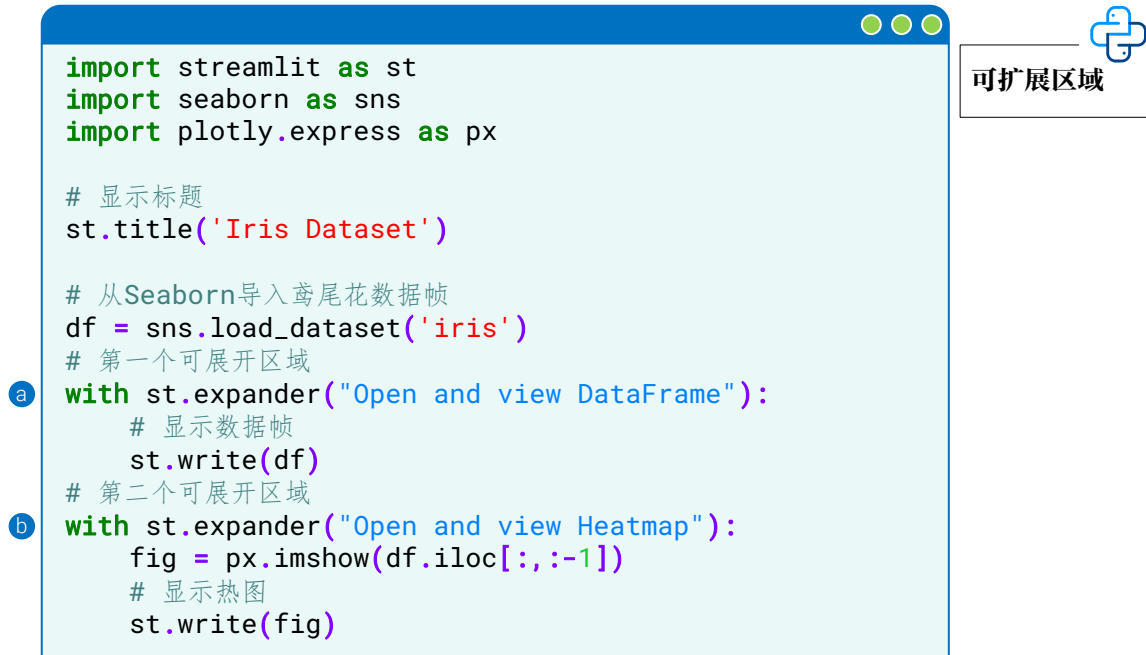 import streamlit as st
import seaborn as sns
import plotly.express as px
可扩展区域
# 显示标题
st.title('Iris Dataset')
# 从Seaborn导入鸢尾花数据帧
df = sns.load_dataset('iris')
# 第一个可展开区域
a with st.expander("Open and view DataFrame"):
    # 显示数据帧
    st.write(df)
# 第二个可展开区域
b with st.expander("Open and view Heatmap"):
    fig = px.imshow(df.iloc[:,:-1])
    # 显示热图
    st.write(fig)